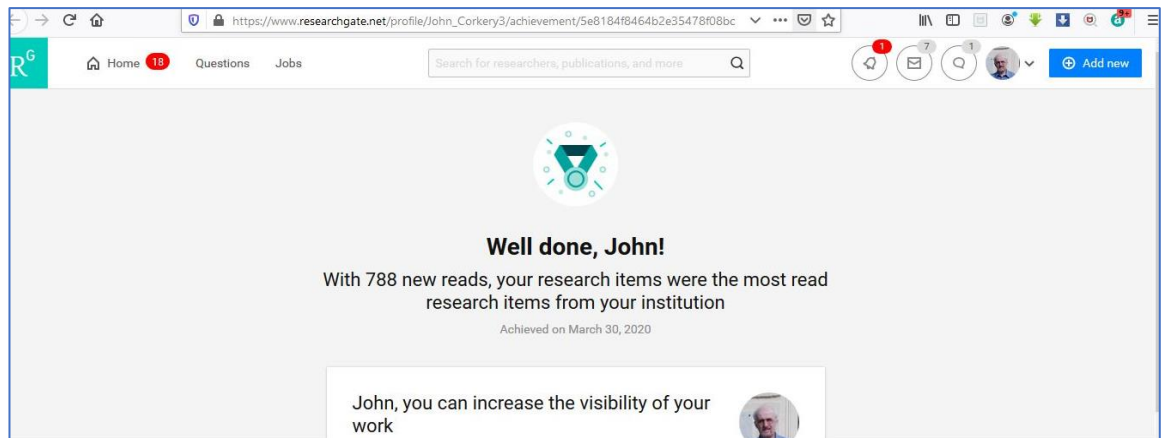 https://www.researchgate.net/profile/John_Corkery3/achievement/5e8184f8464b2e35478f08bc
9+
RG Home 18 Questions Jobs Search for researchers, publications, and more 1 7 1 Add new
Well done, John!
With 788 new reads, your research items were the most read
research items from your institution
Achieved on March 30, 2020
John, you can increase the visibility of your
work